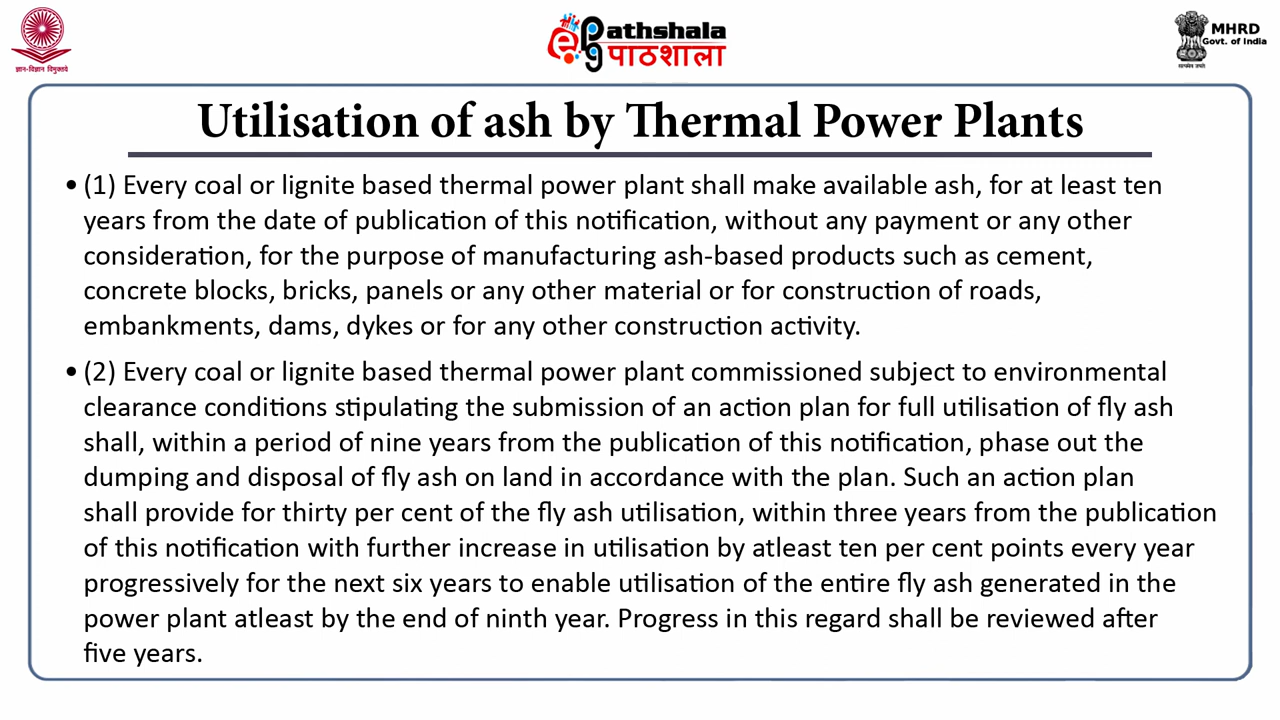 ज्ञान-विज्ञान विमुक्तये
ePG athshala
पाठशाला
MHRD
Govt. of India
सत्यमेव जयते
Utilisation of ash by Thermal Power Plants
• (1) Every coal or lignite based thermal power plant shall make available ash, for at least ten
years from the date of publication of this notification, without any payment or any other
consideration, for the purpose of manufacturing ash-based products such as cement,
concrete blocks, bricks, panels or any other material or for construction of roads,
embankments, dams, dykes or for any other construction activity.
• (2) Every coal or lignite based thermal power plant commissioned subject to environmental
clearance conditions stipulating the submission of an action plan for full utilisation of fly ash
shall, within a period of nine years from the publication of this notification, phase out the
dumping and disposal of fly ash on land in accordance with the plan. Such an action plan
shall provide for thirty per cent of the fly ash utilisation, within three years from the publication
of this notification with further increase in utilisation by atleast ten per cent points every year
progressively for the next six years to enable utilisation of the entire fly ash generated in the
power plant atleast by the end of ninth year. Progress in this regard shall be reviewed after
five years.